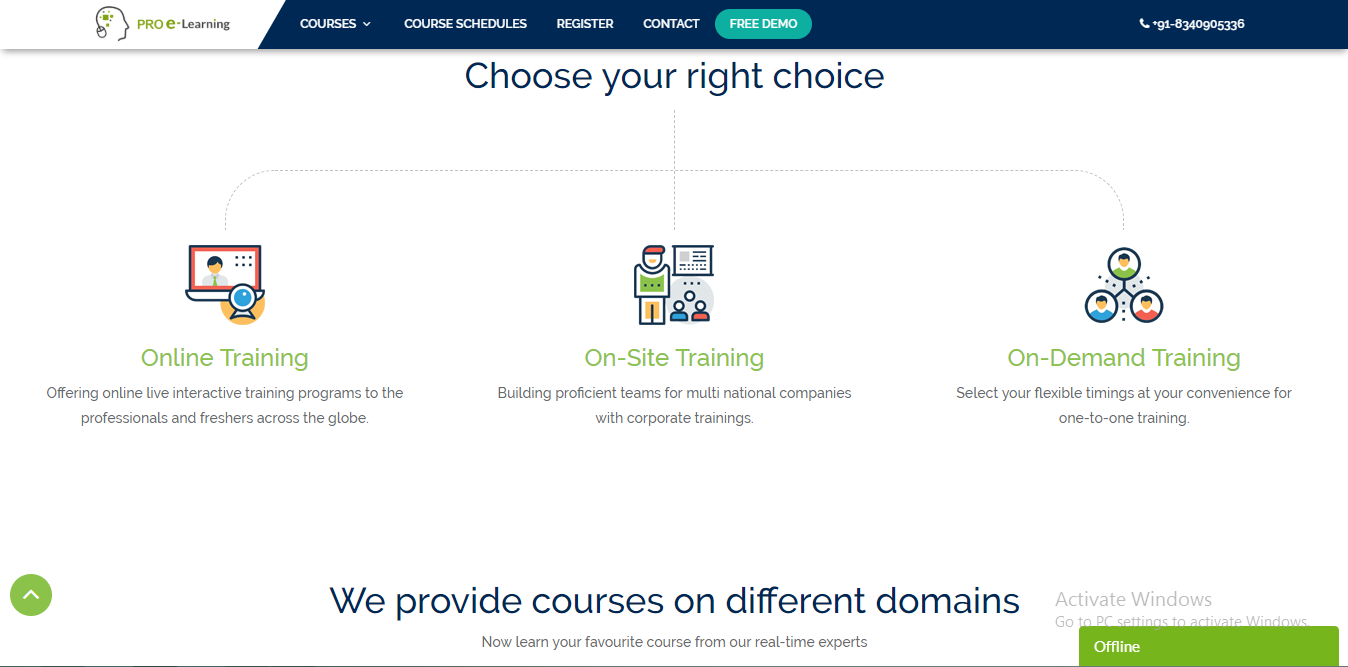 PRO e-Learning
COURSES
COURSE SCHEDULES
REGISTER
CONTACT
FREE DEMO
+91-8340905336
Choose your right choice
Online Training
Offering online live interactive training programs to the
professionals and freshers across the globe.
On-Site Training
Building proficient teams for multi national companies
with corporate trainings.
On-Demand Training
Select your flexible timings at your convenience for
one-to-one training.
We provide courses on different domains
Now learn your favourite course from our real-time experts
Activate Windows
Go to PC settings to activate Windows.
Offline